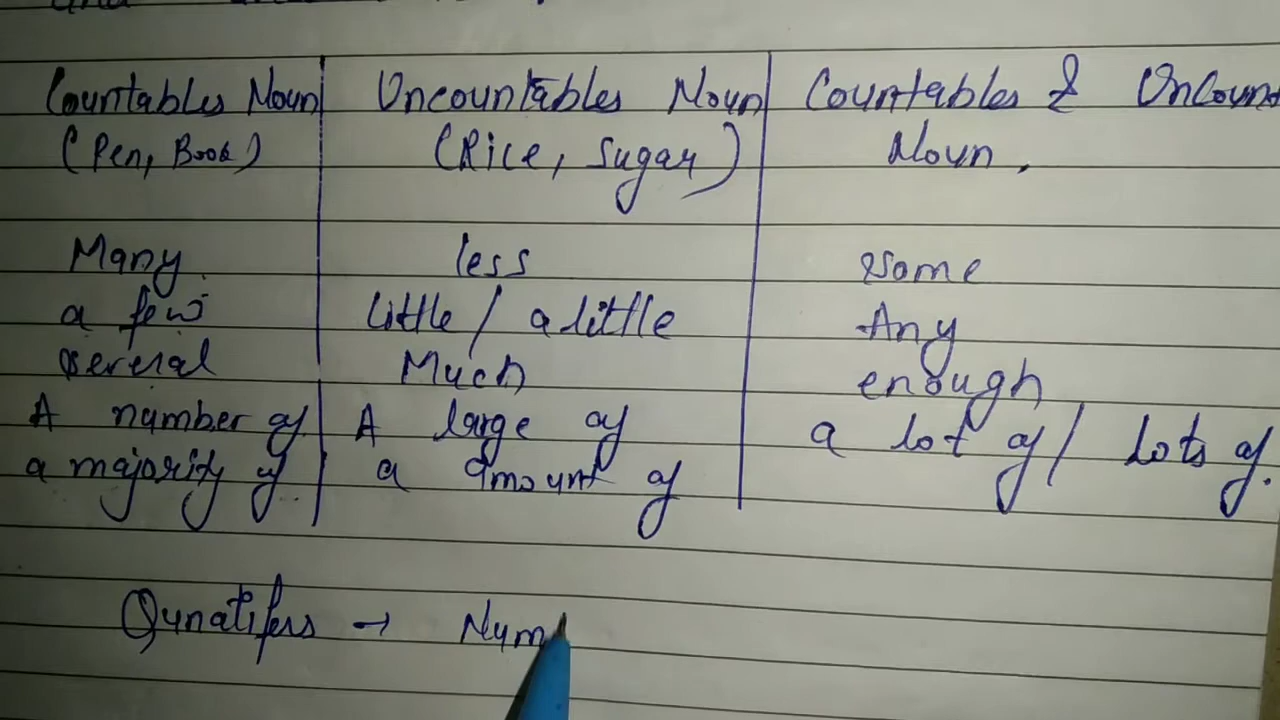 Countables Noun | Uncountables Noun | Countables & Uncoun
(Pen, Book) | (Rice, Sugar) | Noun.
Many | less | Some
a few | little / a little | Any
Several | Much | enough
A number of | A large of | a lot of / lots of.
a majority of | a amount of
Qunatifers → Num